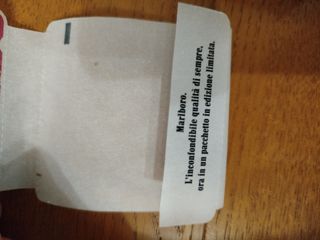 Marlboro.
L'inconfondibile qualità di sempre,
ora in un pacchetto in edizione limitata.